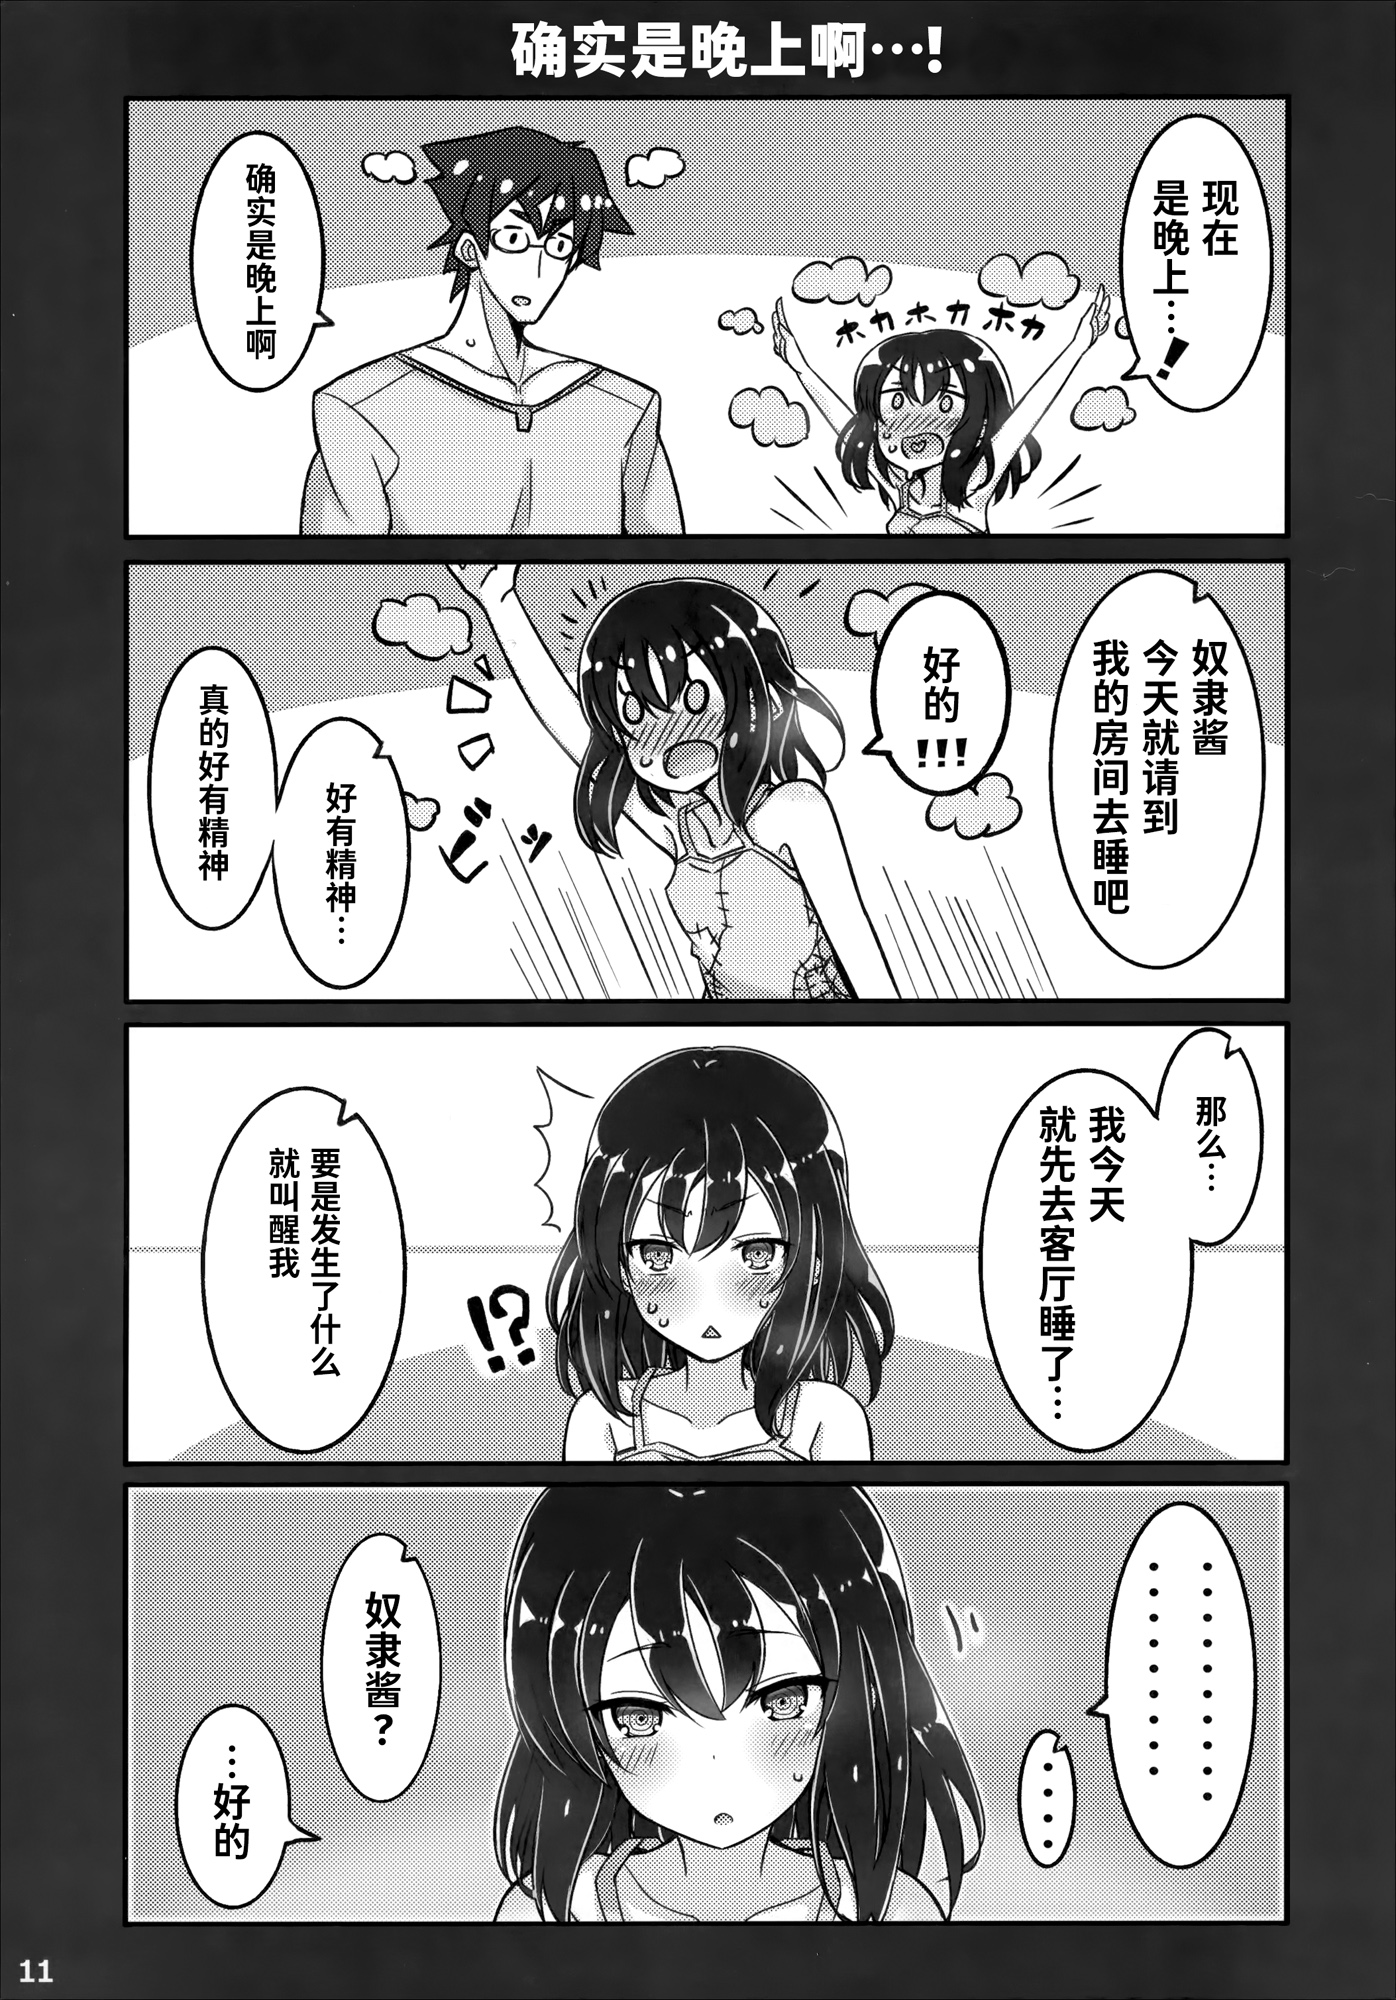 确实是晚上啊…!
现在
是晚上…!
ホカホカホカ
确实是晚上啊
奴隶酱
今天就请到
我的房间去睡吧
好的!!!
ビッ
好有精神…
真的好有精神
那么…
我今天
就先去客厅睡了…
!?
要是发生了什么
就叫醒我
………
………
……
奴隶酱?
…好的
11